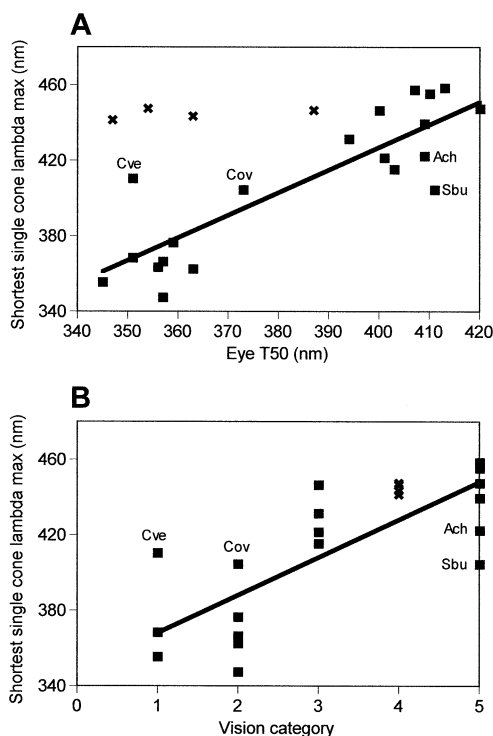 A
Shortest single cone lambda max (nm)
460
420
380
340
Cve
Cov
Ach
Sbu
340 350 360 370 380 390 400 410 420
Eye T50 (nm)
B
Shortest single cone lambda max (nm)
460
420
380
340
Cve
Cov
Ach
Sbu
0 1 2 3 4 5
Vision category